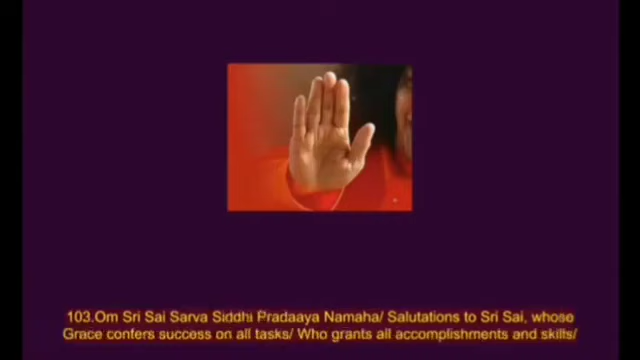 103.Om Sri Sai Sarva Siddhi Pradaaya Namaha/ Salutations to Sri Sai, whose
Grace confers success on all tasks/ Who grants all accomplishments and skills/